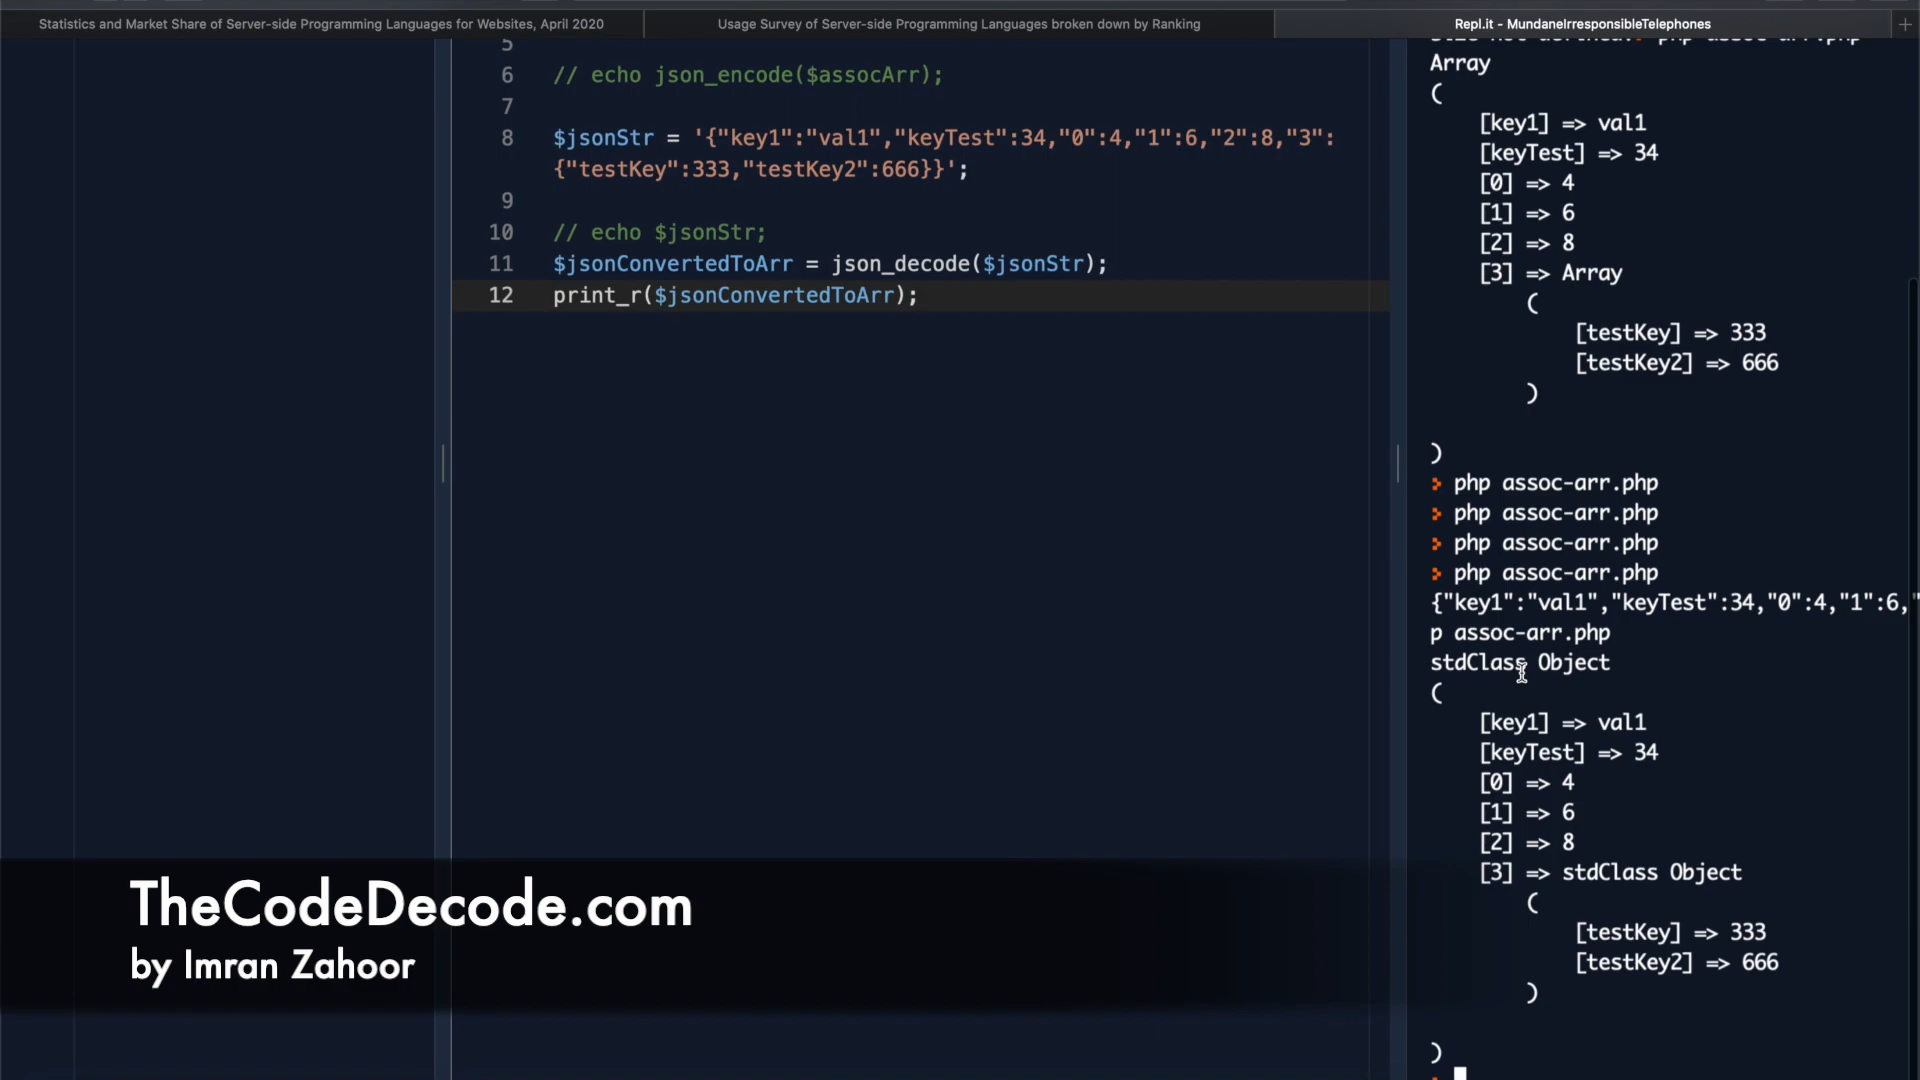 Statistics and Market Share of Server-side Programming Languages for Websites, April 2020
Usage Survey of Server-side Programming Languages broken down by Ranking
Repl.it - MundaneIrresponsibleTelephones
+
5
6 // echo json_encode($assocArr);
7
8 $jsonStr = '{"key1":"val1","keyTest":34,"0":4,"1":6,"2":8,"3":
{"testKey":333,"testKey2":666}}';
9
10 // echo $jsonStr;
11 $jsonConvertedToArr = json_decode($jsonStr);
12 print_r($jsonConvertedToArr);
php assoc-arr.php
Array
(
[key1] => val1
[keyTest] => 34
[0] => 4
[1] => 6
[2] => 8
[3] => Array
(
[testKey] => 333
[testKey2] => 666
)
)
php assoc-arr.php
php assoc-arr.php
php assoc-arr.php
php assoc-arr.php
{"key1":"val1","keyTest":34,"0":4,"1":6,"
p assoc-arr.php
stdClass Object
(
[key1] => val1
[keyTest] => 34
[0] => 4
[1] => 6
[2] => 8
[3] => stdClass Object
(
[testKey] => 333
[testKey2] => 666
)
)
TheCodeDecode.com
by Imran Zahoor